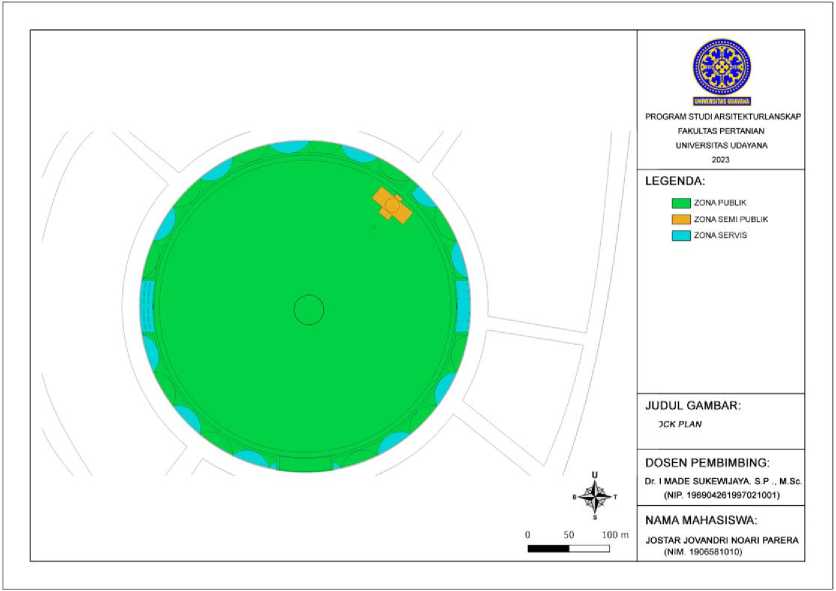 UNIVERSITAS UDAYANA
PROGRAM STUDI ARSITEKTURLANSKAP
FAKULTAS PERTANIAN
UNIVERSITAS UDAYANA
2023
LEGENDA:
ZONA PUBLIK
ZONA SEMI PUBLIK
ZONA SERVIS
JUDUL GAMBAR:
OCK PLAN
DOSEN PEMBIMBING:
Dr. I MADE SUKEWIJAYA. S.P ., M.Sc.
(NIP. 196904261997021001)
NAMA MAHASISWA:
JOSTAR JOVANDRI NOARI PARERA
(NIM. 1906581010)
U
B T
S
0 50 100 m